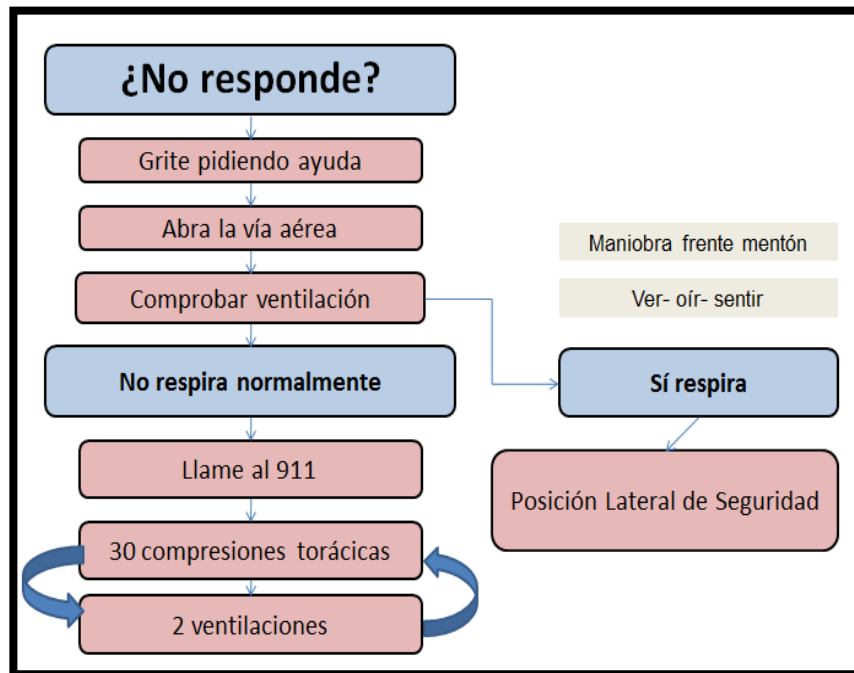 ¿No responde?
Grite pidiendo ayuda
Abra la vía aérea
Maniobra frente mentón
Comprobar ventilación
Ver- oír- sentir
No respira normalmente
Sí respira
Llame al 911
Posición Lateral de Seguridad
30 compresiones torácicas
2 ventilaciones